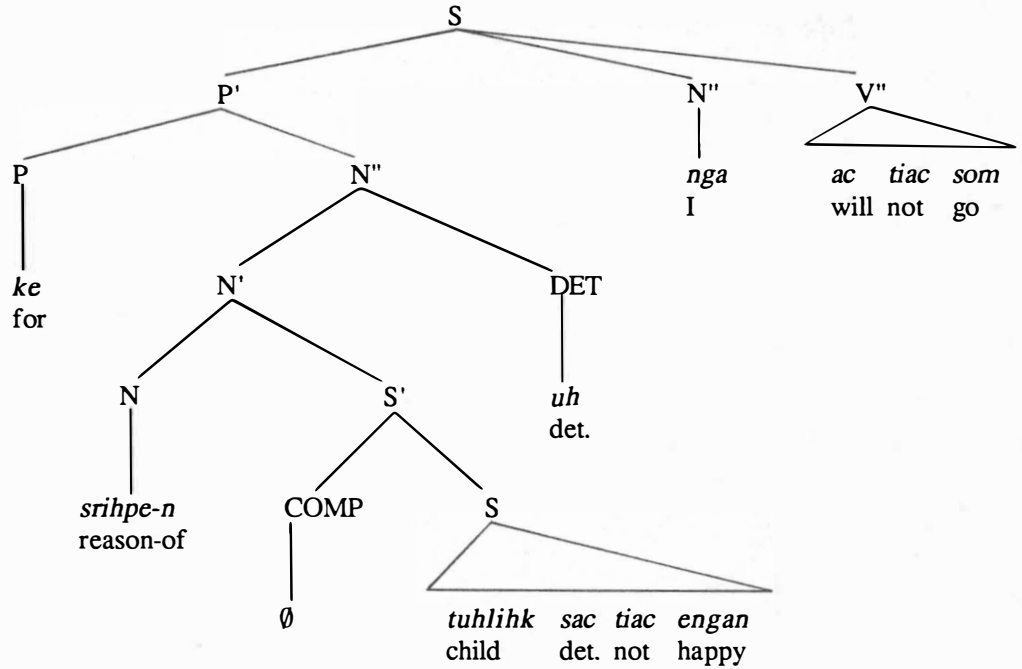 S
P' N" V"
P N" nga ac tiac som
I will not go
ke N' DET
for
N S' uh
det.
srihpe-n COMP S
reason-of
Ø tuhlihk sac tiac engan
child det. not happy